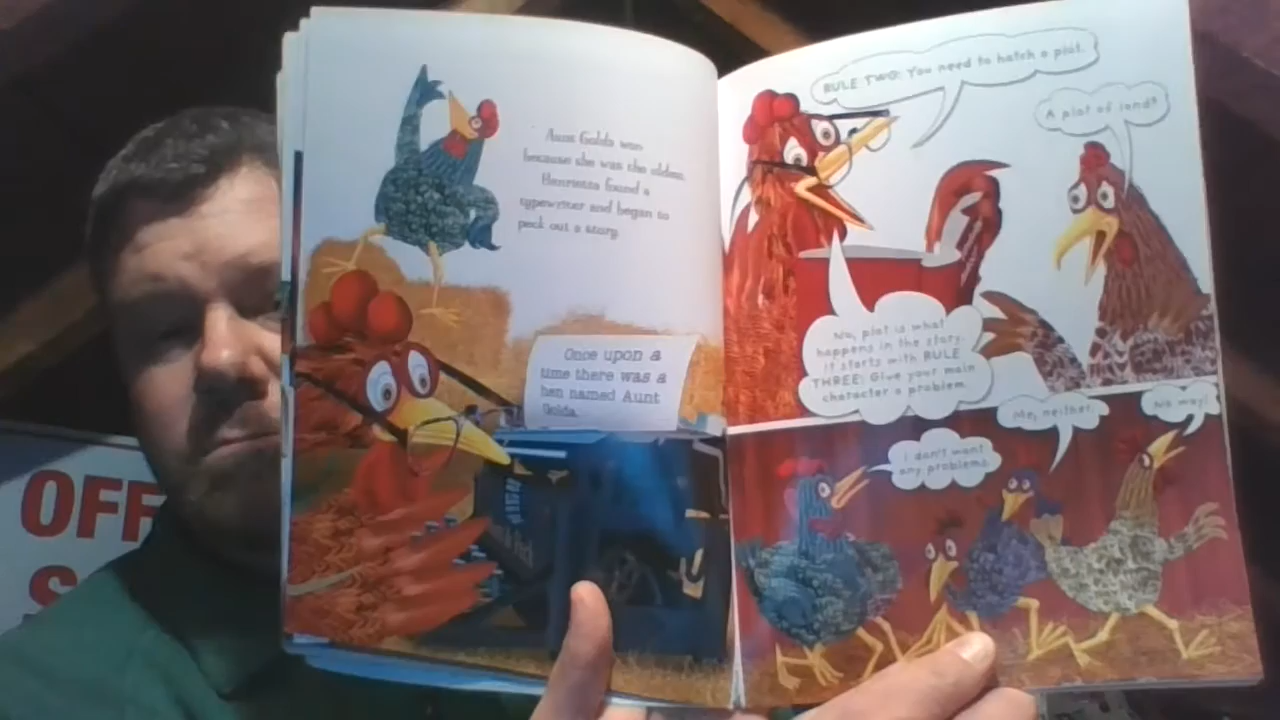 Aunt Golda was
because she was the oldest.
Henrietta found a
typewriter and began to
peck out a story.
Once upon a
time there was a
hen named Aunt
Golda.
RULE TWO: You need to hatch a plot.
A plot of land?
No, plot is what
happens in the story.
It starts with RULE
THREE: Give your main
character a problem.
I don't want
any problems.
Me, neither.
No way!
OFF
S